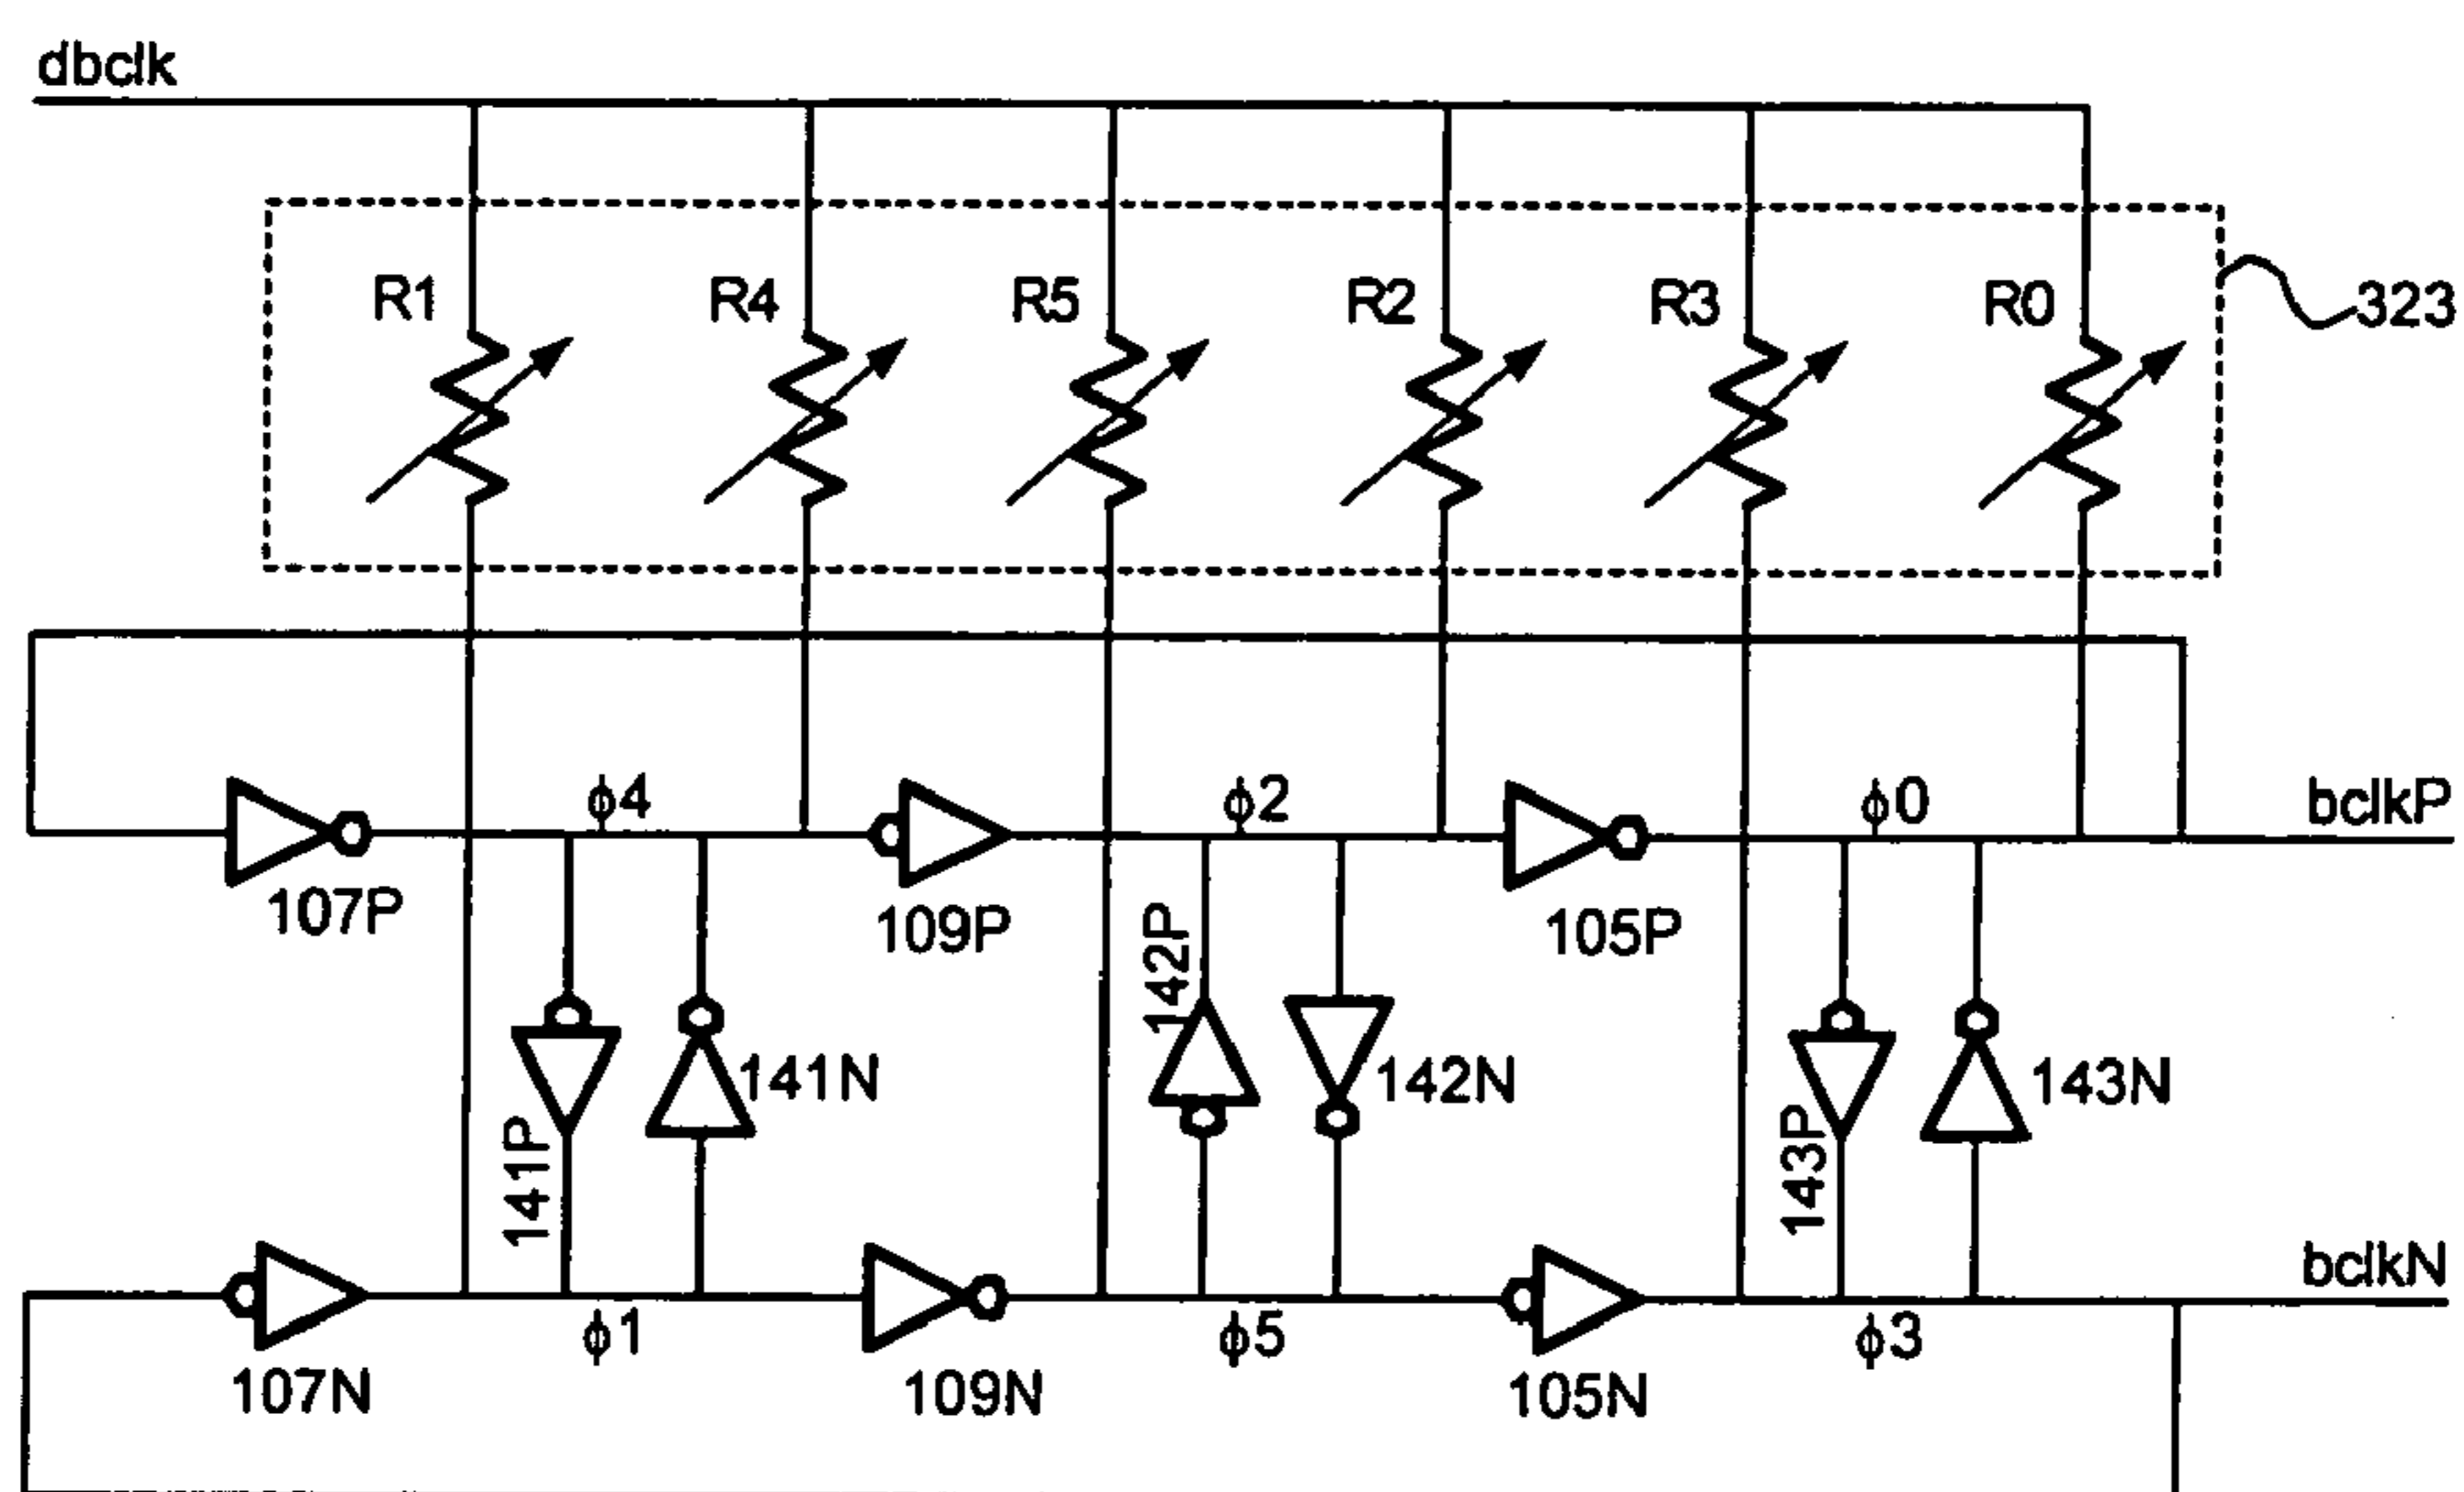 dbclk
R1 R4 R5 R2 R3 R0 323
ϕ4 ϕ2 ϕ0 bclkP
107P 109P 105P
141P 141N 142P 142N 143P 143N
bclkN
ϕ1 ϕ5 ϕ3
107N 109N 105N